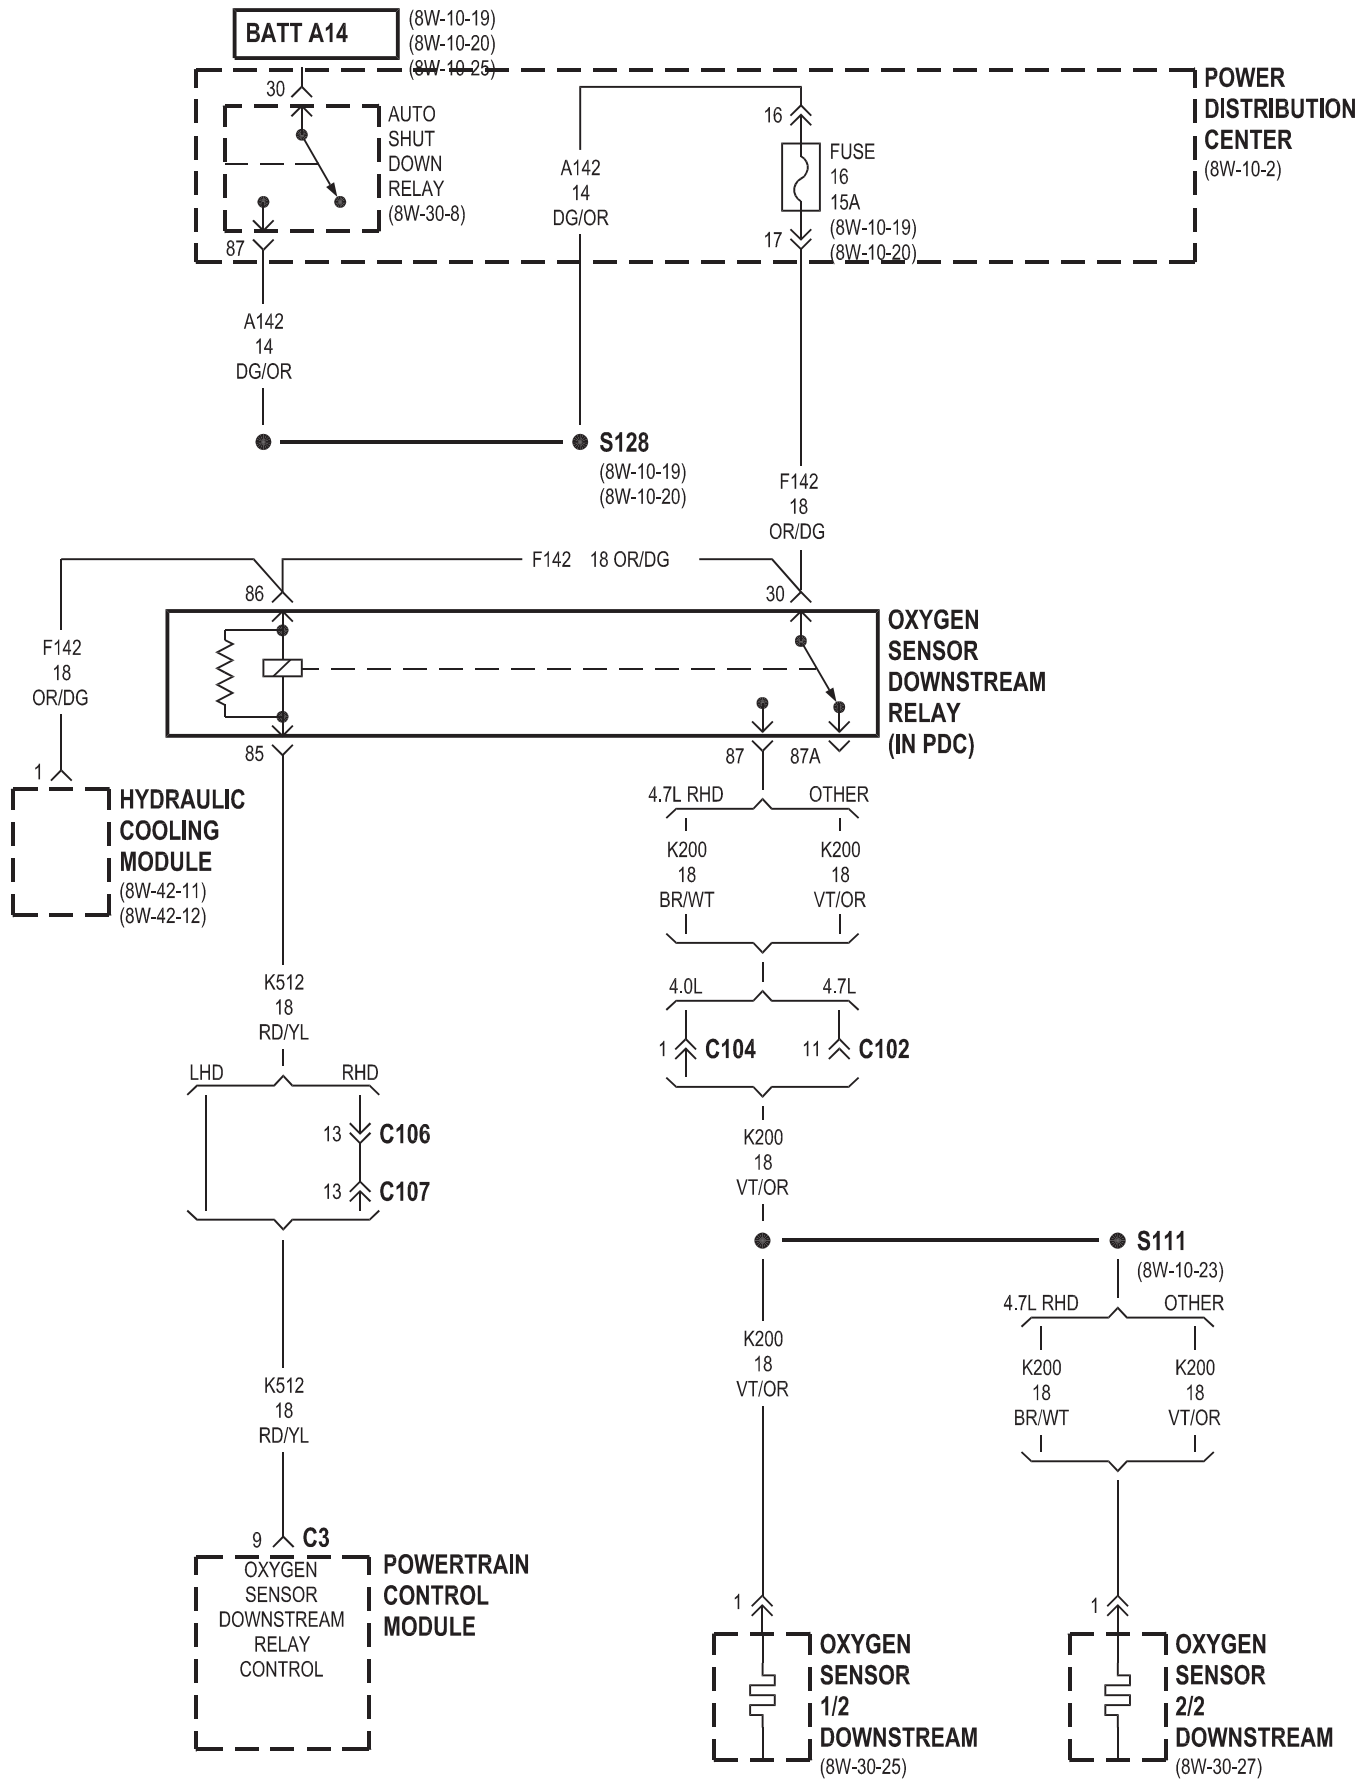 BATT A14
(8W-10-19)
(8W-10-20)
(8W-10-25)
POWER
DISTRIBUTION
CENTER
(8W-10-2)
30
AUTO
SHUT
DOWN
RELAY
(8W-30-8)
87
A142
14
DG/OR
16
FUSE
16
15A
(8W-10-19)
(8W-10-20)
17
A142
14
DG/OR
S128
(8W-10-19)
(8W-10-20)
F142
18
OR/DG
F142 18 OR/DG
86
30
F142
18
OR/DG
OXYGEN
SENSOR
DOWNSTREAM
RELAY
(IN PDC)
85
87
87A
1
HYDRAULIC
COOLING
MODULE
(8W-42-11)
(8W-42-12)
4.7L RHD
OTHER
K200
18
BR/WT
K200
18
VT/OR
K512
18
RD/YL
4.0L
4.7L
1
C104
11
C102
LHD
RHD
13
C106
13
C107
K200
18
VT/OR
S111
(8W-10-23)
4.7L RHD
OTHER
K200
18
VT/OR
K200
18
BR/WT
K200
18
VT/OR
K512
18
RD/YL
9
C3
OXYGEN
SENSOR
DOWNSTREAM
RELAY
CONTROL
POWERTRAIN
CONTROL
MODULE
1
OXYGEN
SENSOR
1/2
DOWNSTREAM
(8W-30-25)
1
OXYGEN
SENSOR
2/2
DOWNSTREAM
(8W-30-27)